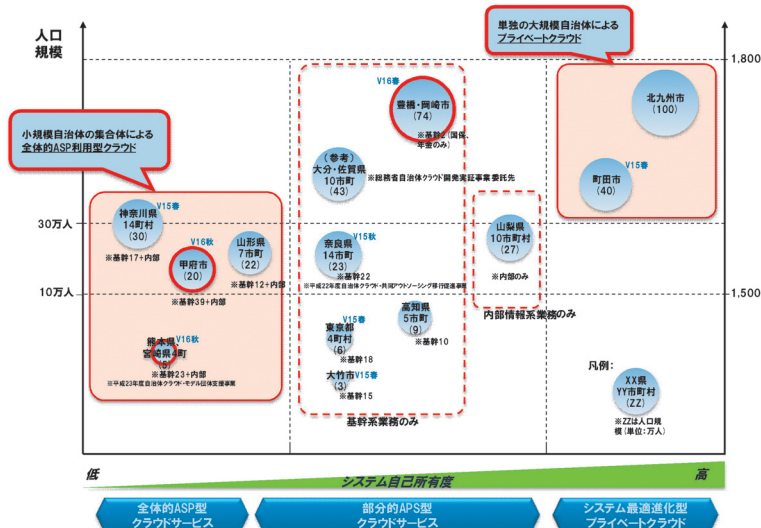 人口
規模
単独の大規模自治体による
プライベートクラウド
1.800
V16春
豊橋・岡崎市
(74)
※基幹2(国保、
年金のみ)
北九州市
(100)
小規模自治体の集合体による
全体的ASP利用型クラウド
(参考)
大分・佐賀県
10市町
(43)
※総務省自治体クラウド開発実証事業委託先
V15春
町田市
(40)
V15春
神奈川県
14町村
(30)
※基幹17+内部
30万人
V16秋
甲府市
(20)
※基幹39+内部
山形県
7市町
(22)
※基幹12+内部
V15秋
奈良県
14市町
(23)
※基幹22
※平成22年度自治体クラウド・共同アウトソーシング移行促進事業
山梨県
10市町村
(27)
※内部のみ
10万人
内部情報系業務のみ
1.500
高知県
5市町
(9)
※基幹10
V15春
東京都
4町村
(6)
※基幹18
V16秋
熊本県、
宮崎県4町
(5)
※基幹23+内部
※平成23年度自治体クラウド・モデル団体支援事業
大竹市
V15春
(3)
※基幹15
基幹系業務のみ
凡例:
XX県
YY市町村
(ZZ)
※ZZは人口規
模(単位:万人)
低
システム自己所有度
高
全体的ASP型
クラウドサービス
部分的APS型
クラウドサービス
システム最適進化型
プライベートクラウド